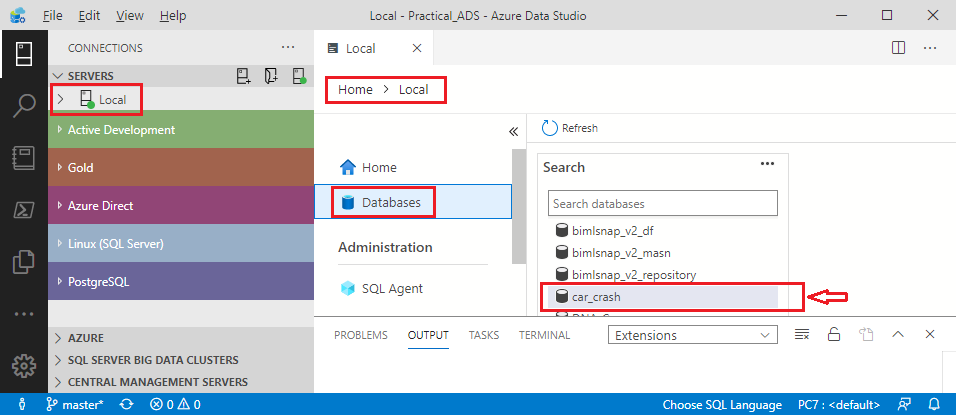 File Edit View Help Local - Practical_ADS - Azure Data Studio
CONNECTIONS
SERVERS
Local
Active Development
Gold
Azure Direct
Linux (SQL Server)
PostgreSQL
AZURE
SQL SERVER BIG DATA CLUSTERS
CENTRAL MANAGEMENT SERVERS
Local
Home > Local
Home
Databases
Administration
SQL Agent
Refresh
Search
Search databases
bimlsnap_v2_df
bimlsnap_v2_masn
bimlsnap_v2_repository
car_crash
PROBLEMS OUTPUT TASKS TERMINAL Extensions
master* 0 0 Choose SQL Language PC7 : <default>